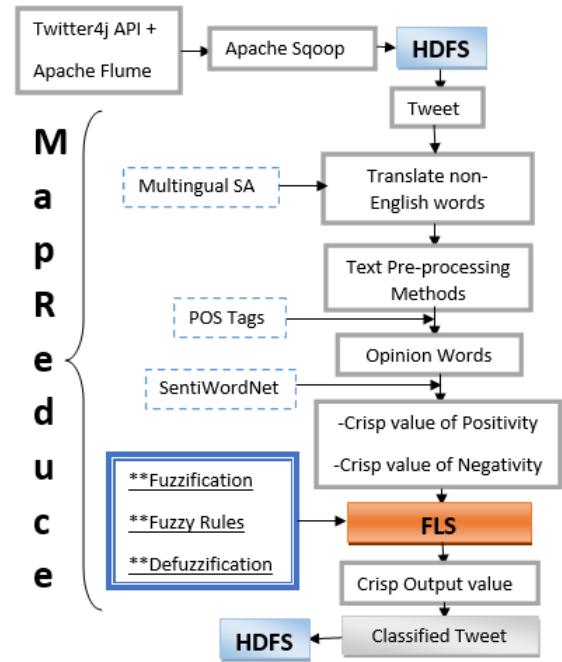 Twitter4j API +
Apache Flume
Apache Sqoop
HDFS
Tweet
MapReduce
Multingual SA
Translate non-
English words
Text Pre-processing
Methods
POS Tags
Opinion Words
SentiWordNet
-Crisp value of Positivity
-Crisp value of Negativity
**Fuzzification
**Fuzzy Rules
**Defuzzification
FLS
Crisp Output value
Classified Tweet
HDFS